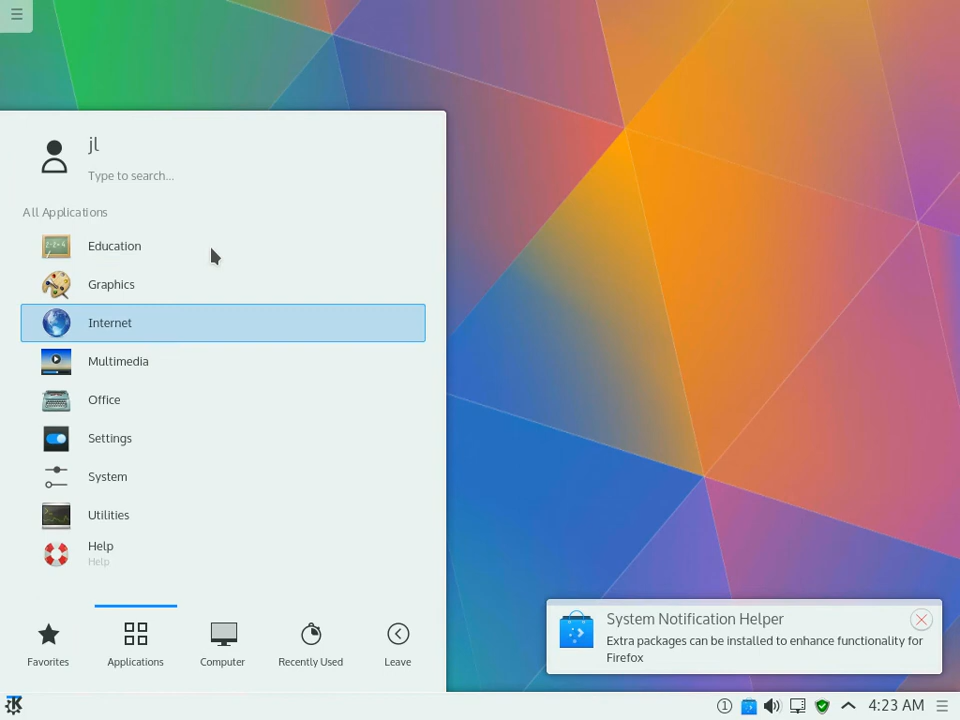 jl
Type to search...
All Applications
Education
Graphics
Internet
Multimedia
Office
Settings
System
Utilities
Help
Help
Favorites
Applications
Computer
Recently Used
Leave
System Notification Helper
Extra packages can be installed to enhance functionality for
Firefox
1
4:23 AM